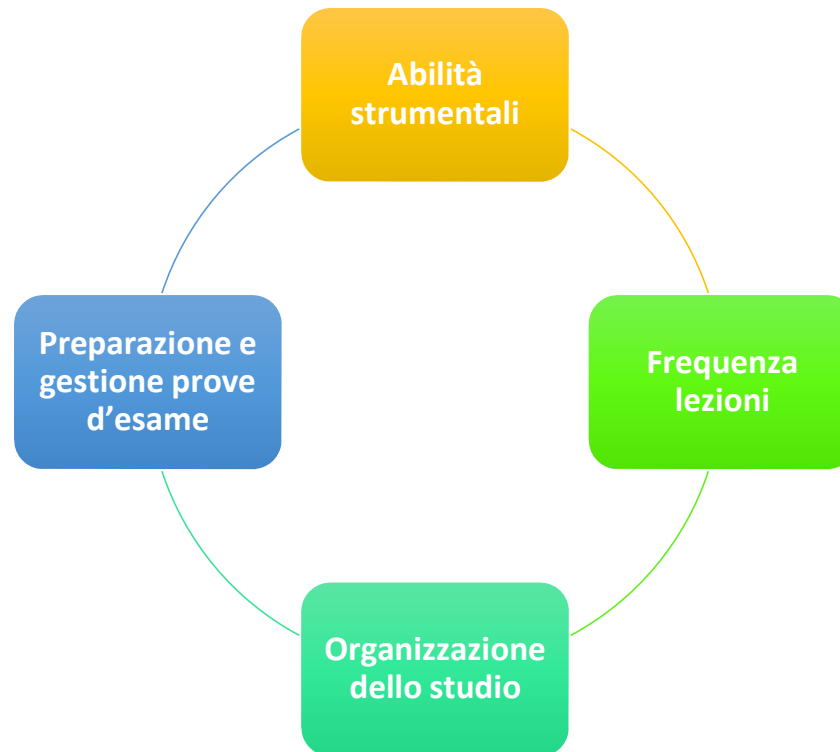 Abilità
strumentali
Preparazione e
gestione prove
d’esame
Frequenza
lezioni
Organizzazione
dello studio